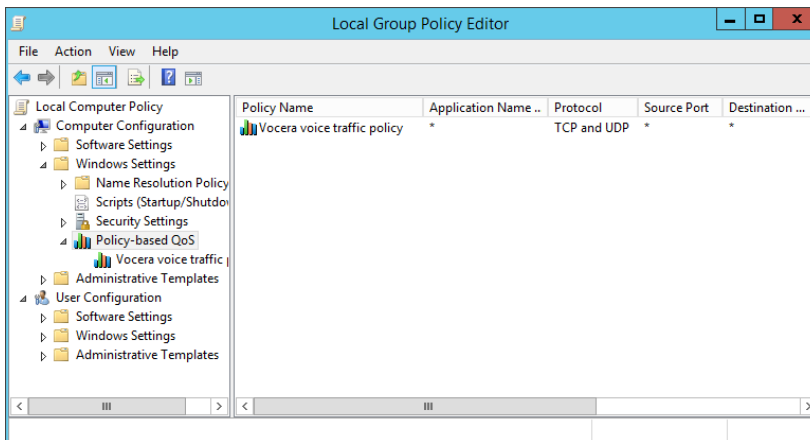 Local Group Policy Editor
File Action View Help
Local Computer Policy
Computer Configuration
Software Settings
Windows Settings
Name Resolution Policy
Scripts (Startup/Shutdo
Security Settings
Policy-based QoS
Vocera voice traffic p
Administrative Templates
User Configuration
Software Settings
Windows Settings
Administrative Templates
Policy Name Application Name .. Protocol Source Port Destination ...
Vocera voice traffic policy * TCP and UDP * *